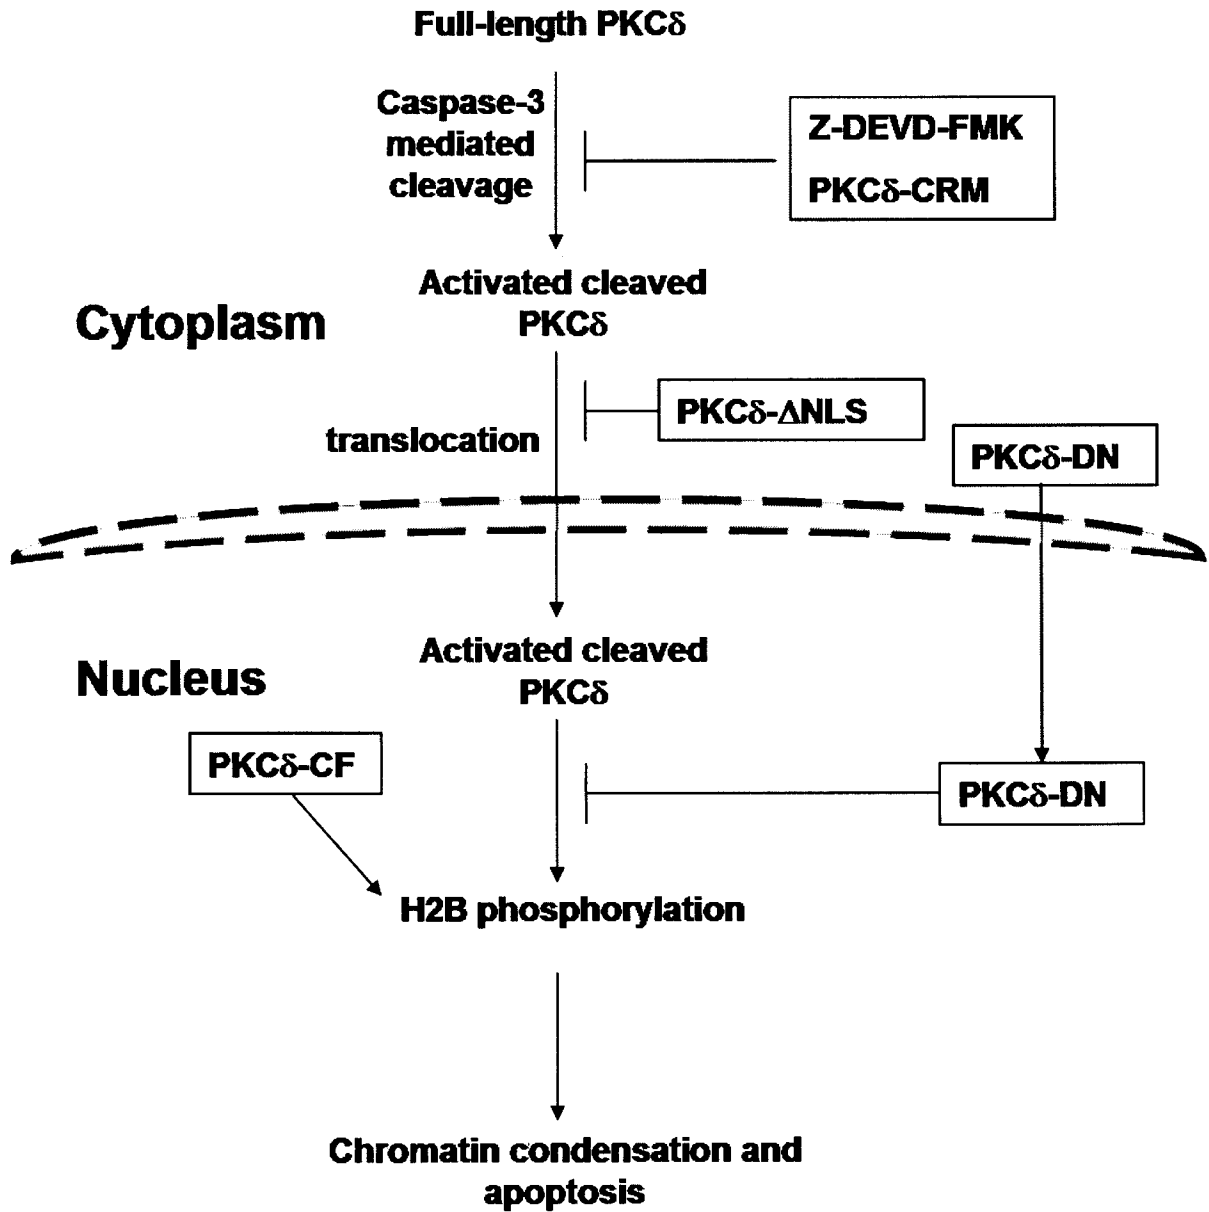 Full-length PKCδ
Caspase-3
mediated
cleavage
Z-DEVD-FMK
PKCδ-CRM
Activated cleaved
PKCδ
Cytoplasm
PKCδ-ΔNLS
translocation
PKCδ-DN
Activated cleaved
PKCδ
Nucleus
PKCδ-CF
PKCδ-DN
H2B phosphorylation
Chromatin condensation and
apoptosis